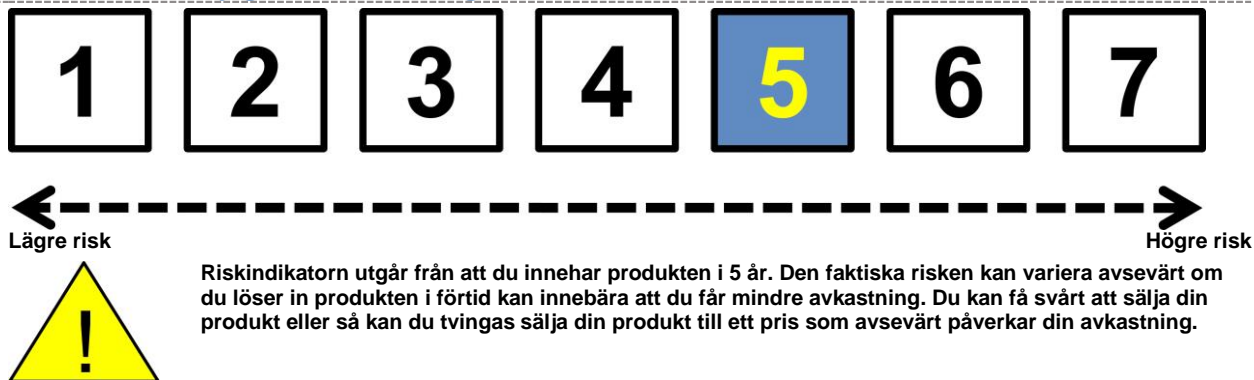 1 2 3 4 5 6 7
Lägre risk Högre risk
Riskindikatorn utgår från att du innehar produkten i 5 år. Den faktiska risken kan variera avsevärt om
du löser in produkten i förtid kan innebära att du får mindre avkastning. Du kan få svårt att sälja din
produkt eller så kan du tvingas sälja din produkt till ett pris som avsevärt påverkar din avkastning.
!